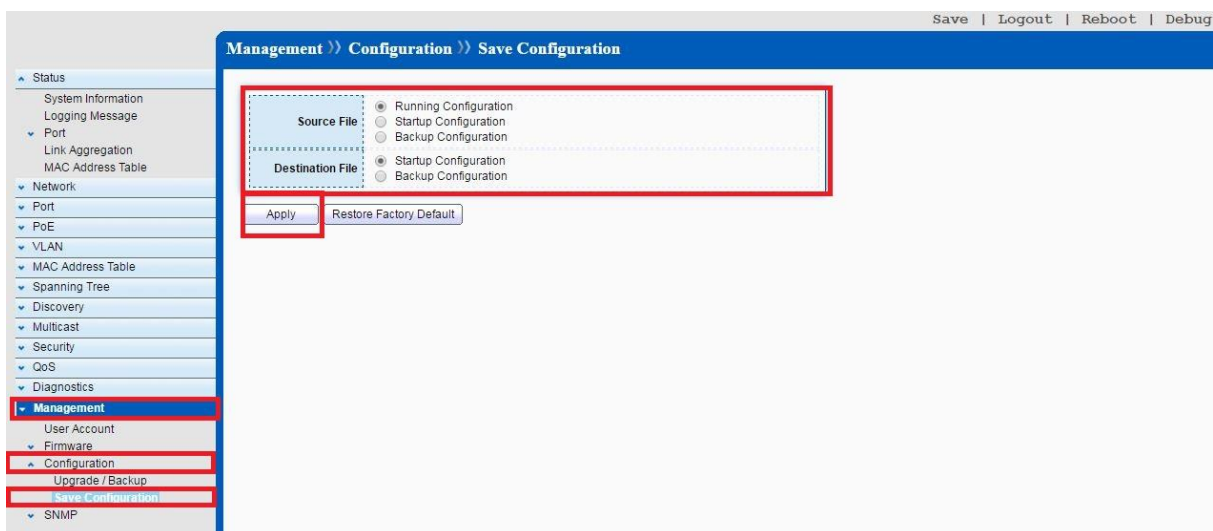 Save | Logout | Reboot | Debug
Management 》 Configuration 》 Save Configuration
Status
System Information
Logging Message
Port
Link Aggregation
MAC Address Table
Network
Port
PoE
VLAN
MAC Address Table
Spanning Tree
Discovery
Multicast
Security
QoS
Diagnostics
Management
User Account
Firmware
Configuration
Upgrade / Backup
Save Configuration
SNMP
Source File
Running Configuration
Startup Configuration
Backup Configuration
Destination File
Startup Configuration
Backup Configuration
Apply Restore Factory Default